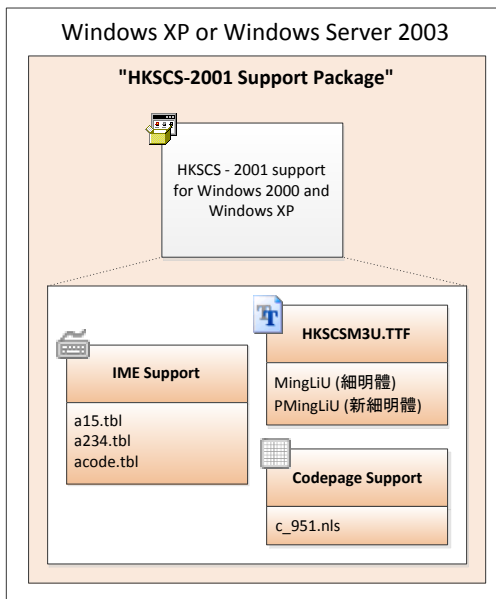 Windows XP or Windows Server 2003
"HKSCS-2001 Support Package"
HKSCS - 2001 support
for Windows 2000 and
Windows XP
IME Support
a15.tbl
a234.tbl
acode.tbl
HKSCSM3U.TTF
MingLiU (細明體)
PMingLiU (新細明體)
Codepage Support
c_951.nls